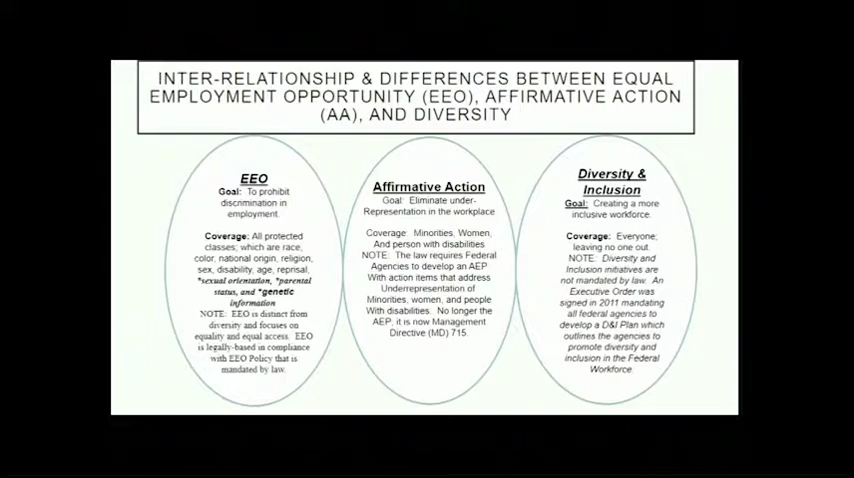 INTER-RELATIONSHIP & DIFFERENCES BETWEEN EQUAL
EMPLOYMENT OPPORTUNITY (EEO), AFFIRMATIVE ACTION
(AA), AND DIVERSITY
EEO
Goal: To prohibit
discrimination in
employment.
Coverage: All protected
classes; which are race,
color, national origin, religion,
sex, disability, age, reprisal,
*sexual orientation, *parental
status, and *genetic
information
NOTE: EEO is distinct from
diversity and focuses on
equality and equal access. EEO
is legally-based in compliance
with EEO Policy that is
mandated by law.
Affirmative Action
Goal: Eliminate under-
Representation in the workplace
Coverage: Minorities, Women,
And person with disabilities
NOTE: The law requires Federal
Agencies to develop an AEP
With action items that address
Underrepresentation of
Minorities, women, and people
With disabilities. No longer the
AEP, it is now Management
Directive (MD) 715.
Diversity &
Inclusion
Goal: Creating a more
inclusive workforce.
Coverage: Everyone;
leaving no one out.
NOTE: Diversity and
Inclusion initiatives are
not mandated by law. An
Executive Order was
signed in 2011 mandating
all federal agencies to
develop a D&I Plan which
outlines the agencies to
promote diversity and
inclusion in the Federal
Workforce.